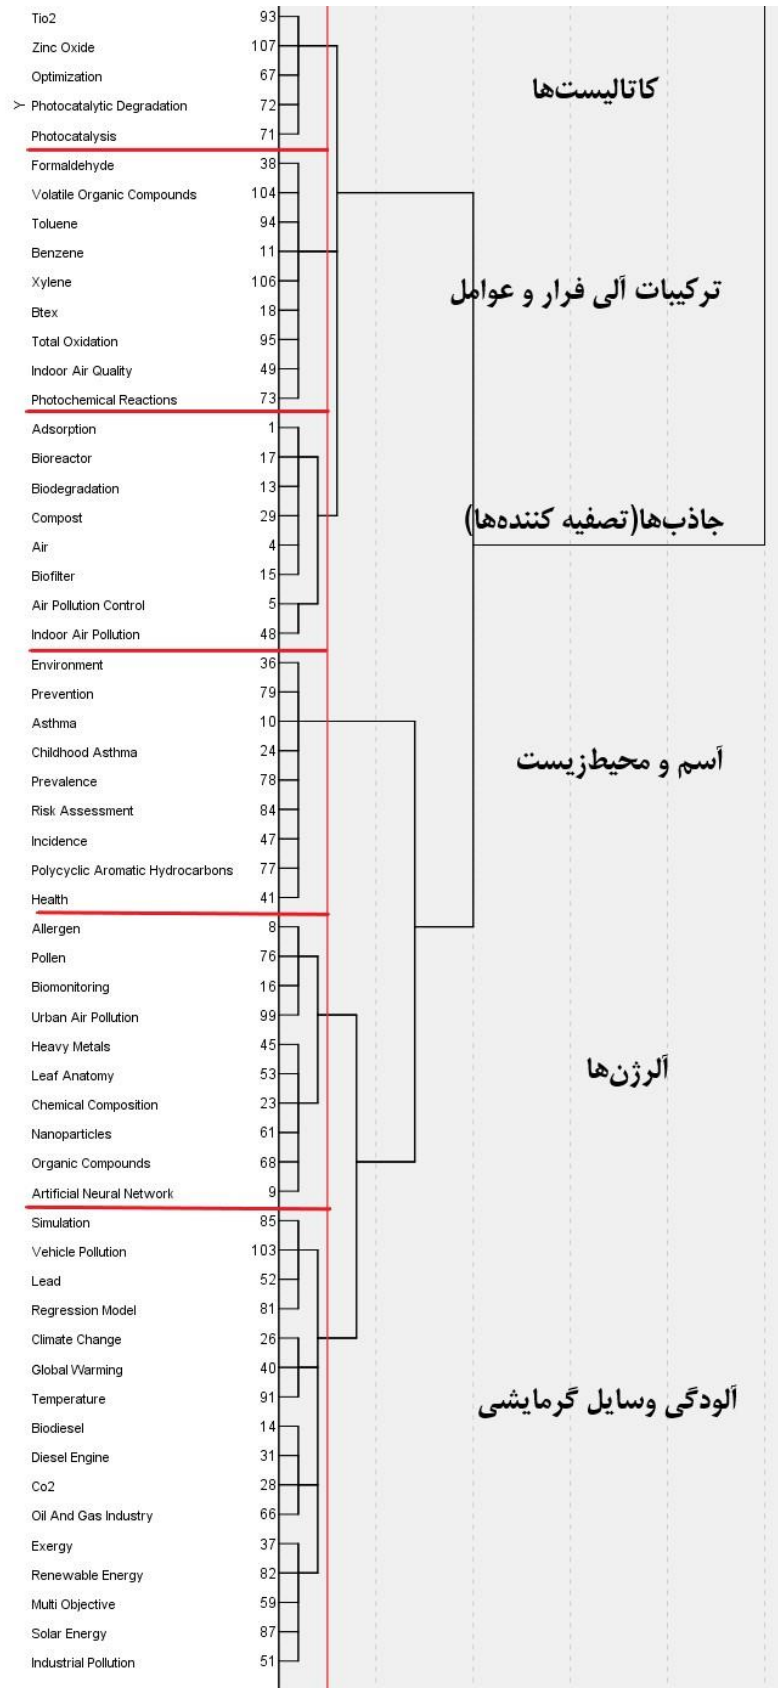 Tio2 93
Zinc Oxide 107
Optimization 67
کاتالیست‌ها
Y
Photocatalytic Degradation 72
Photocatalysis 71
Formaldehyde 38
Volatile Organic Compounds 104
Toluene 94
Benzene 11
Xylene 106
ترکیبات آلی فرار و عوامل
Btex 18
Total Oxidation 95
Indoor Air Quality 49
Photochemical Reactions 73
Adsorption 1
Bioreactor 17
Biodegradation 13
Compost 29
جاذب‌ها(تصفیه کننده‌ها)
Air 4
Biofilter 15
Air Pollution Control 5
Indoor Air Pollution 48
Environment 36
Prevention 79
Asthma 10
Childhood Asthma 24
آسم و محیط‌زیست
Prevalence 78
Risk Assessment 84
Incidence 47
Polycyclic Aromatic Hydrocarbons 77
Health 41
Allergen 8
Pollen 76
Biomonitoring 16
Urban Air Pollution 99
Heavy Metals 45
آلرژن‌ها
Leaf Anatomy 53
Chemical Composition 23
Nanoparticles 61
Organic Compounds 68
Artificial Neural Network 9
Simulation 85
Vehicle Pollution 103
Lead 52
Regression Model 81
Climate Change 26
Global Warming 40
Temperature 91
آلودگی وسایل گرمایشی
Biodiesel 14
Diesel Engine 31
Co2 28
Oil And Gas Industry 66
Exergy 37
Renewable Energy 82
Multi Objective 59
Solar Energy 87
Industrial Pollution 51